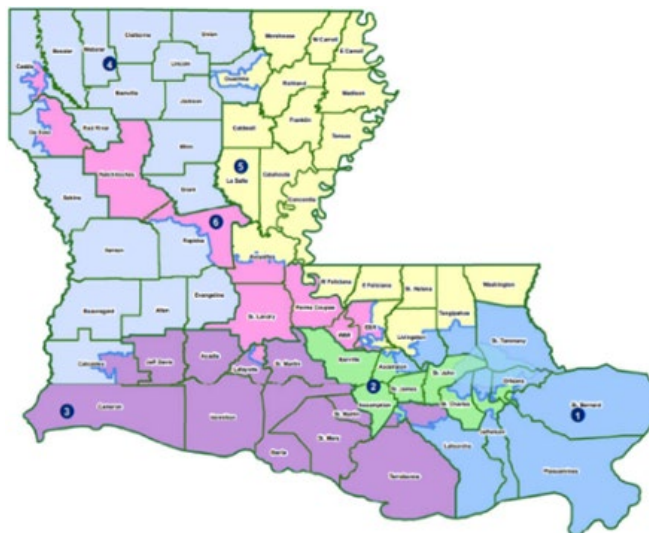 Claiborne
Union
Morehouse
W Carroll
E Carroll
Bossier
Webster
Caddo
Lincoln
Ouachita
4
Richland
Madison
Bienville
Jackson
De Soto
Red River
Caldwell
Franklin
Tensas
Winn
Natchitoches
5
La Salle
Catahoula
Sabine
Grant
Concordia
6
Rapides
Vernon
Avoyelles
W Feliciana
E Feliciana
St. Helena
Washington
Beauregard
Allen
Evangeline
St. Landry
Pointe Coupee
Tangipahoa
EBR
WBR
Livingston
St. Tammany
Calcasieu
Jeff Davis
Acadia
Lafayette
St. Martin
Iberville
Ascension
St. John
Orleans
2
St. James
Assumption
St. Charles
3
Cameron
Vermilion
St. Martin
St. Bernard
1
St. Mary
Iberia
Terrebonne
Lafourche
Jefferson
Plaquemines